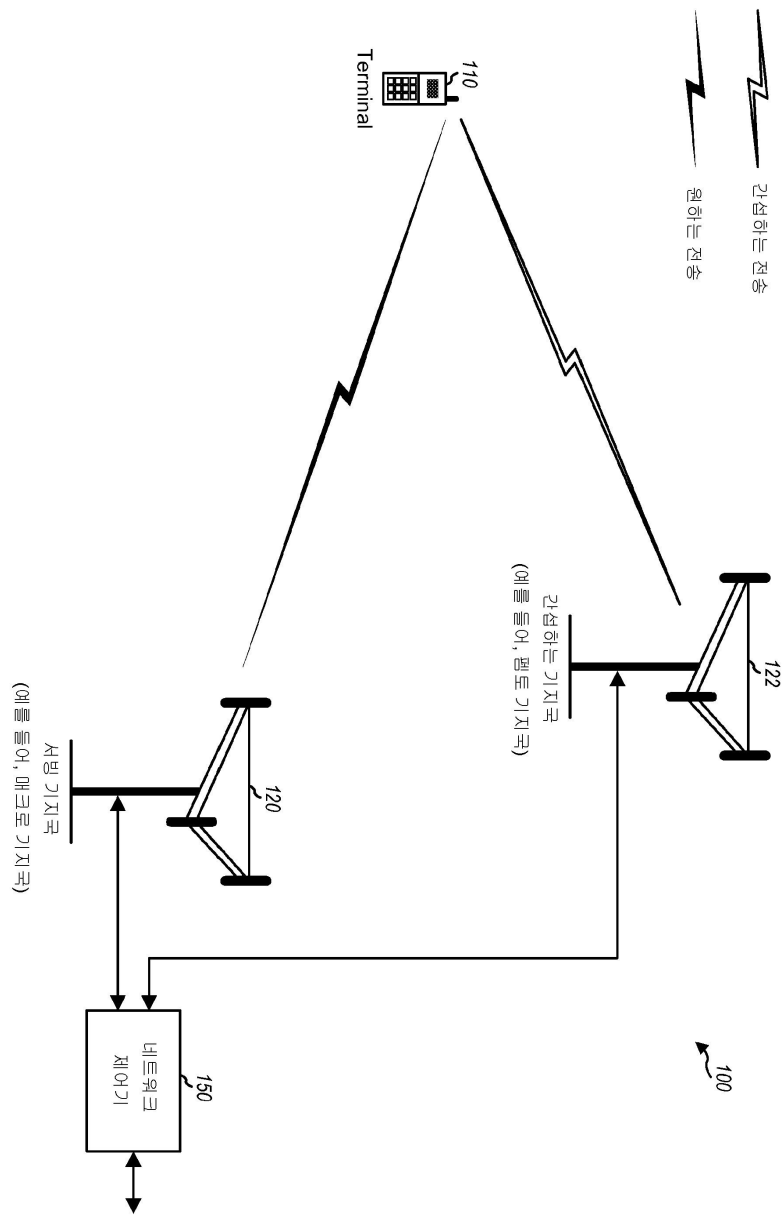 간섭하는 전송
원하는 전송
100
122
간섭하는 기지국
(예를 들어, 펨토 기지국)
110
Terminal
120
서빙 기지국
(예를 들어, 매크로 기지국)
150
네트워크
제어기